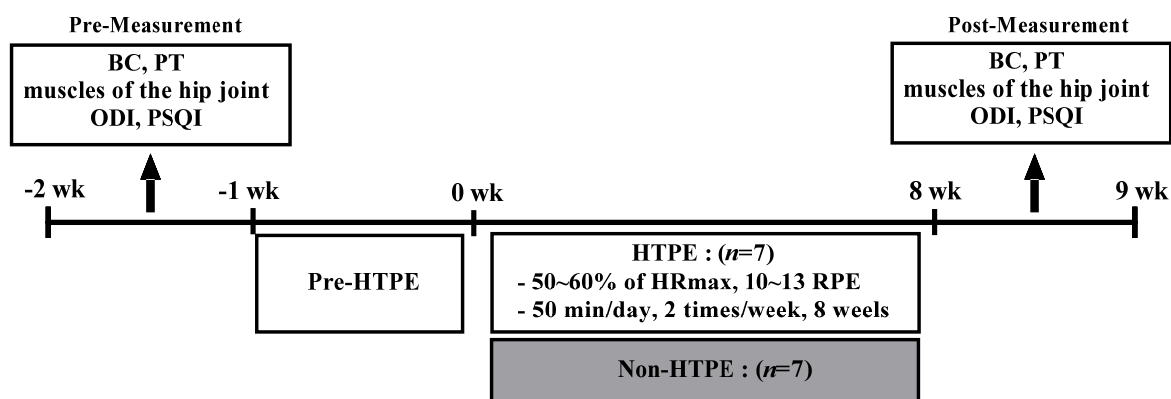 Pre-Measurement
BC, PT
muscles of the hip joint
ODI, PSQI
Post-Measurement
BC, PT
muscles of the hip joint
ODI, PSQI
-2 wk
-1 wk
0 wk
8 wk
9 wk
Pre-HTPE
HTPE : (n=7)
- 50~60% of HRmax, 10~13 RPE
- 50 min/day, 2 times/week, 8 weels
Non-HTPE : (n=7)